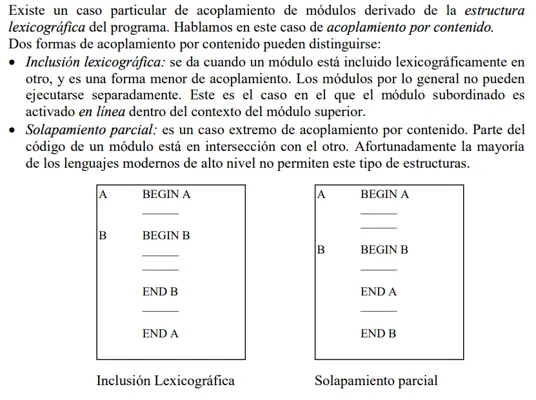 Existe un caso particular de acoplamiento de módulos derivado de la estructura
lexicográfica del programa. Hablamos en este caso de acoplamiento por contenido.
Dos formas de acoplamiento por contenido pueden distinguirse:
• Inclusión lexicográfica: se da cuando un módulo está incluido lexicográficamente en
otro, y es una forma menor de acoplamiento. Los módulos por lo general no pueden
ejecutarse separadamente. Este es el caso en el que el módulo subordinado es
activado en línea dentro del contexto del módulo superior.
• Solapamiento parcial: es un caso extremo de acoplamiento por contenido. Parte del
código de un módulo está en intersección con el otro. Afortunadamente la mayoría
de los lenguajes modernos de alto nivel no permiten este tipo de estructuras.
A BEGIN A
B BEGIN B
END B
END A
Inclusión Lexicográfica
A BEGIN A
B BEGIN B
END A
END B
Solapamiento parcial